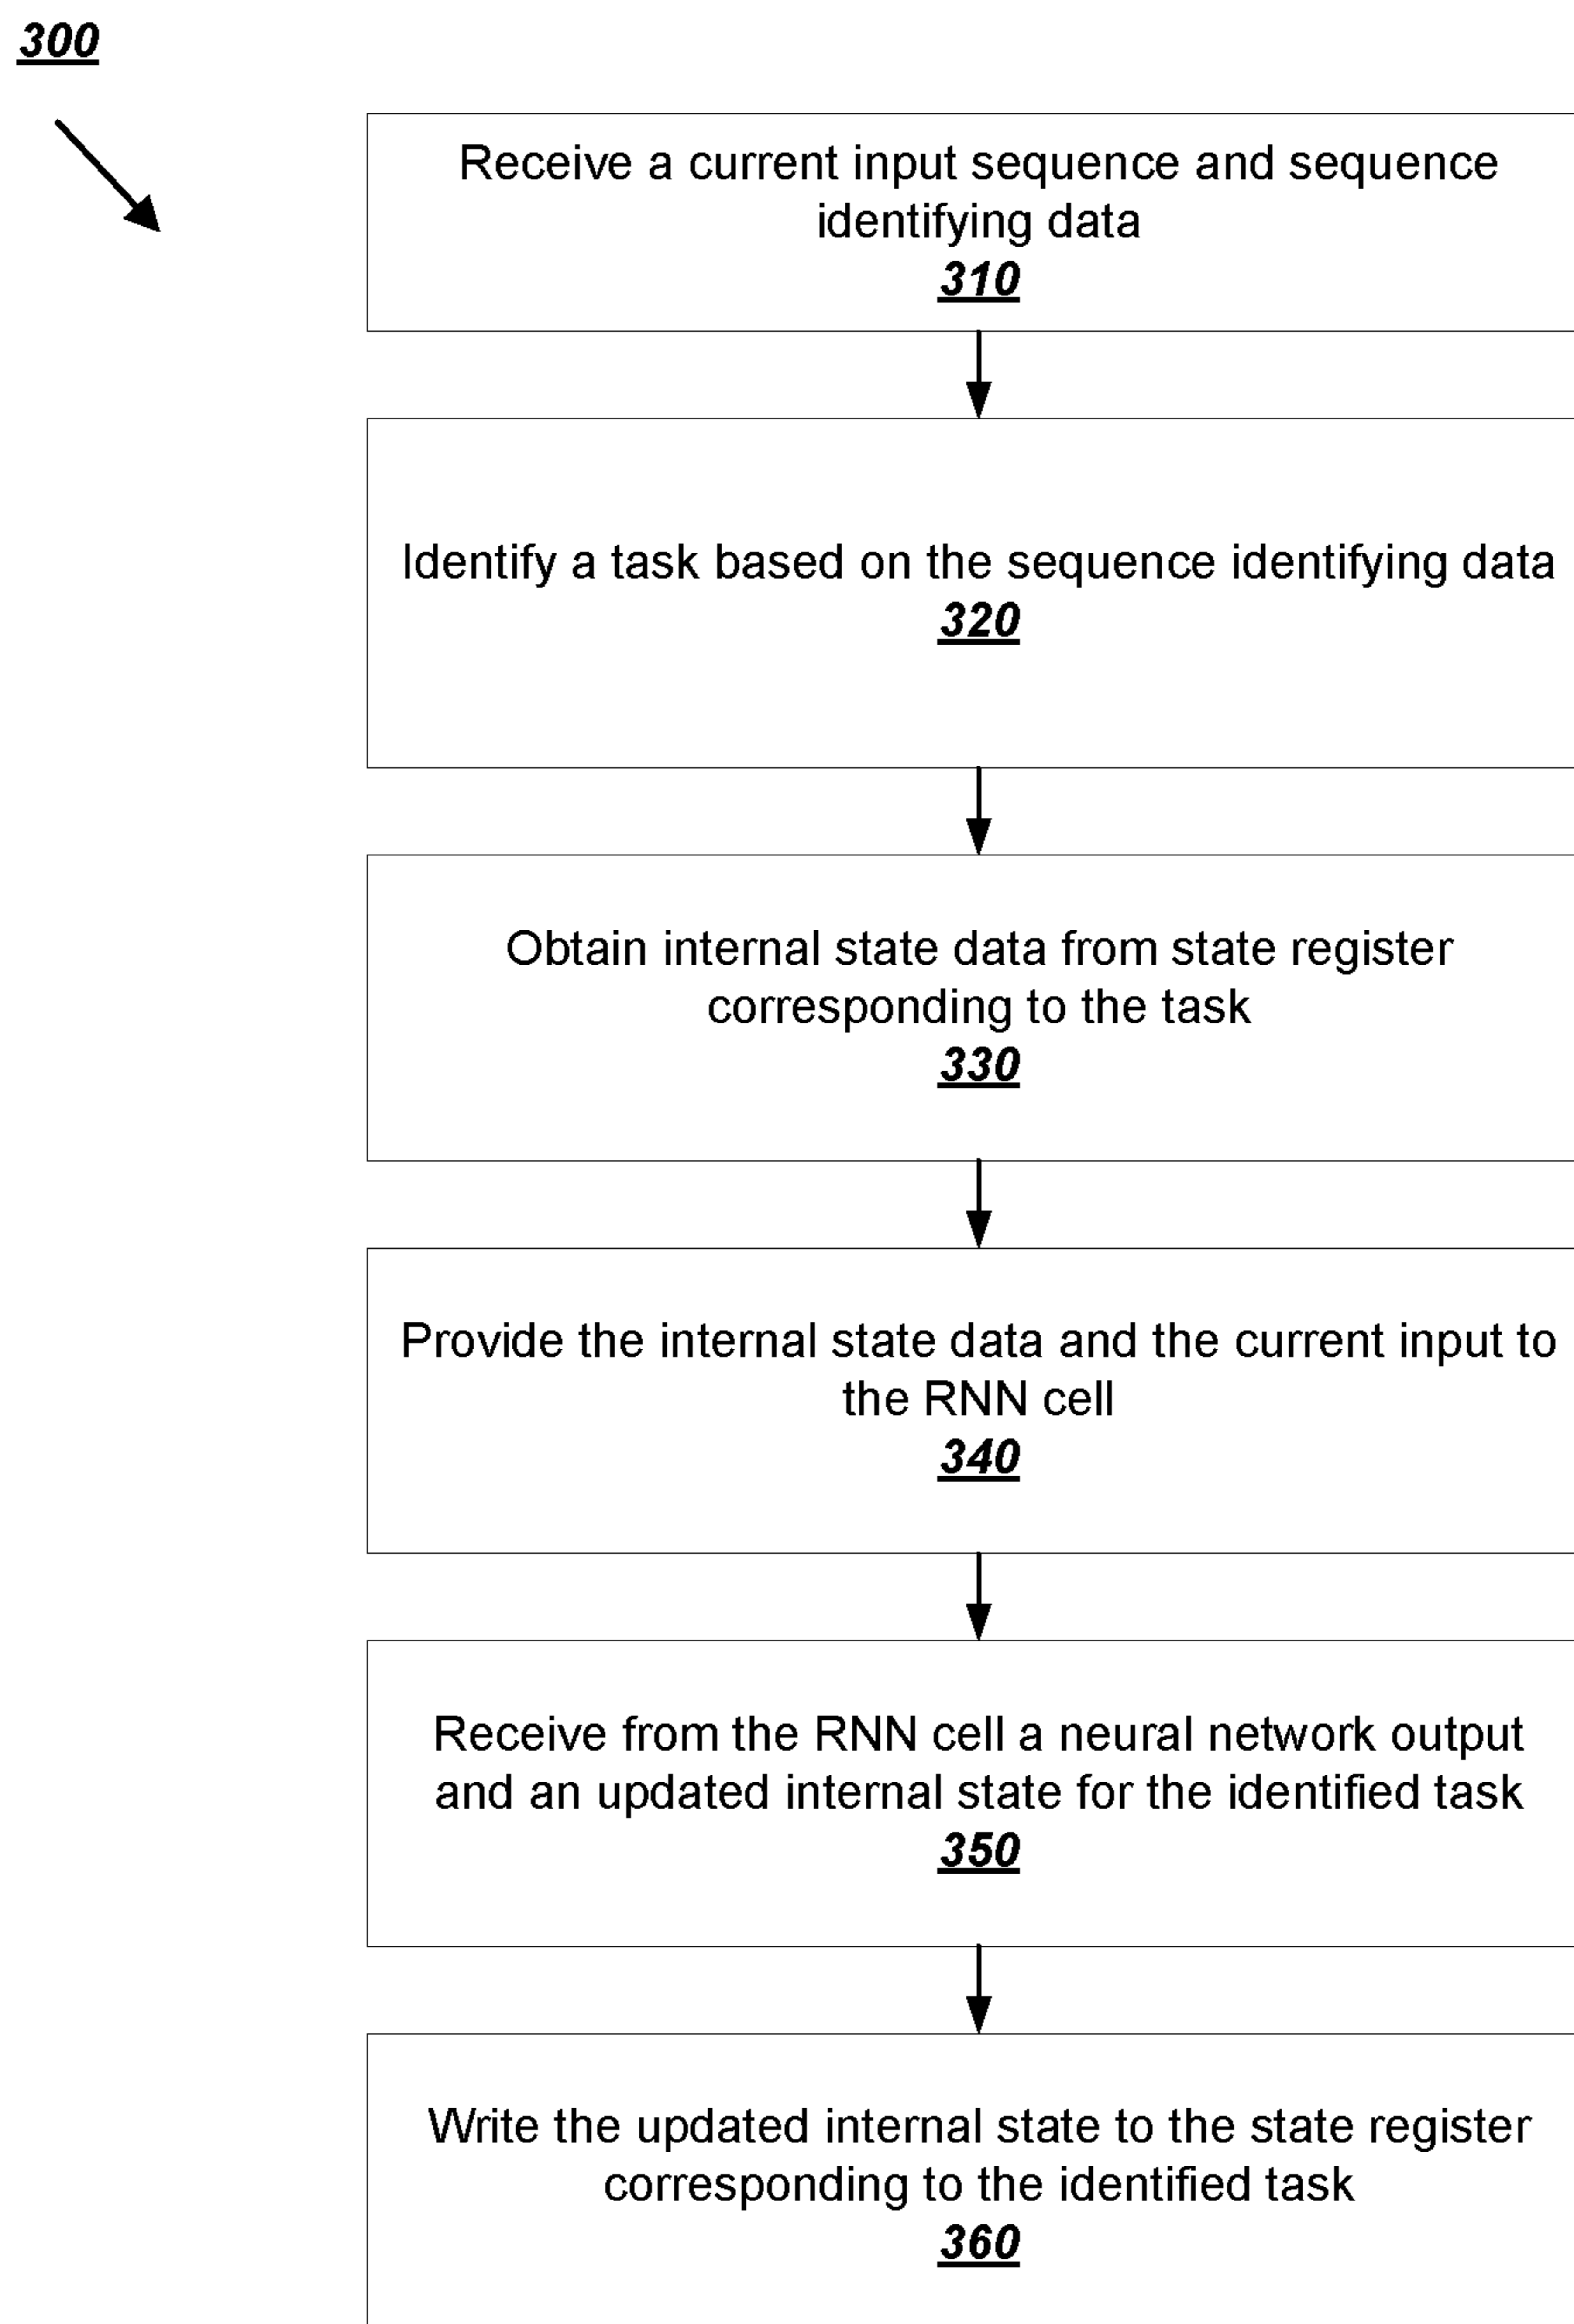 300
Receive a current input sequence and sequence
identifying data
310
Identify a task based on the sequence identifying data
320
Obtain internal state data from state register
corresponding to the task
330
Provide the internal state data and the current input to
the RNN cell
340
Receive from the RNN cell a neural network output
and an updated internal state for the identified task
350
Write the updated internal state to the state register
corresponding to the identified task
360